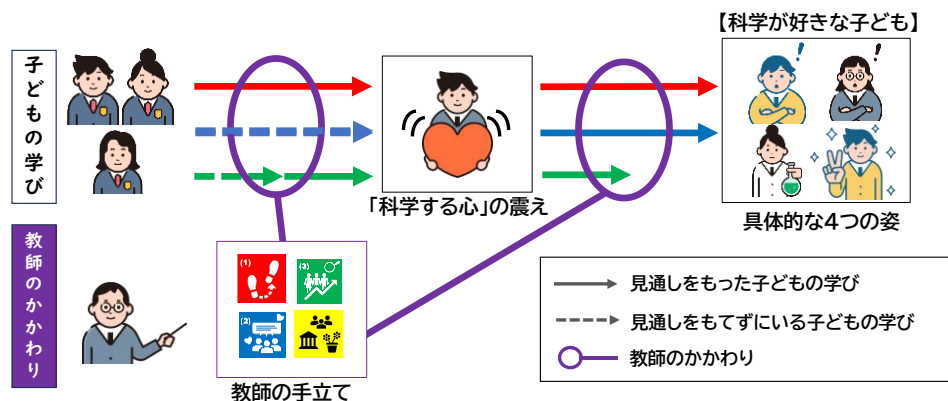 【科学が好きな子ども】
子どもの学び
「科学する心」の震え
具体的な4つの姿
教師のかかわり
(1)
(3)
(2)
教師の手立て
見通しをもった子どもの学び
見通しをもてずにいる子どもの学び
教師のかかわり